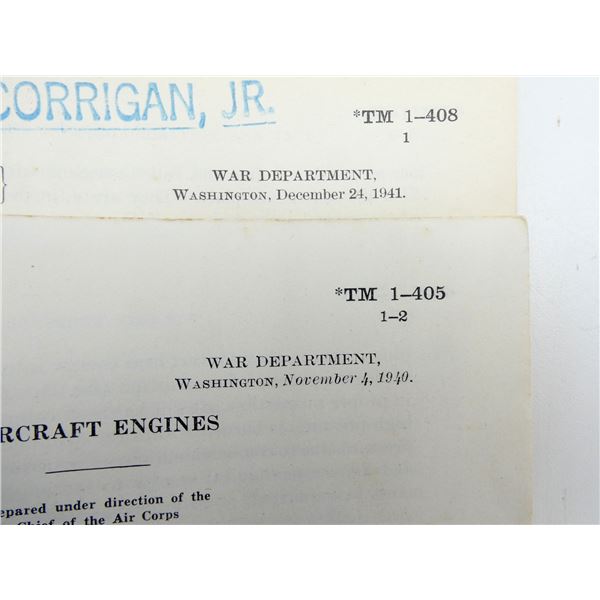 CORRIGAN, JR.
*TM 1–408
1
}
WAR DEPARTMENT,
WASHINGTON, December 24, 1941.
*TM 1–405
1–2
WAR DEPARTMENT,
WASHINGTON, November 4, 1940.
RCRAFT ENGINES
epared under direction of the
Chief of the Air Corps